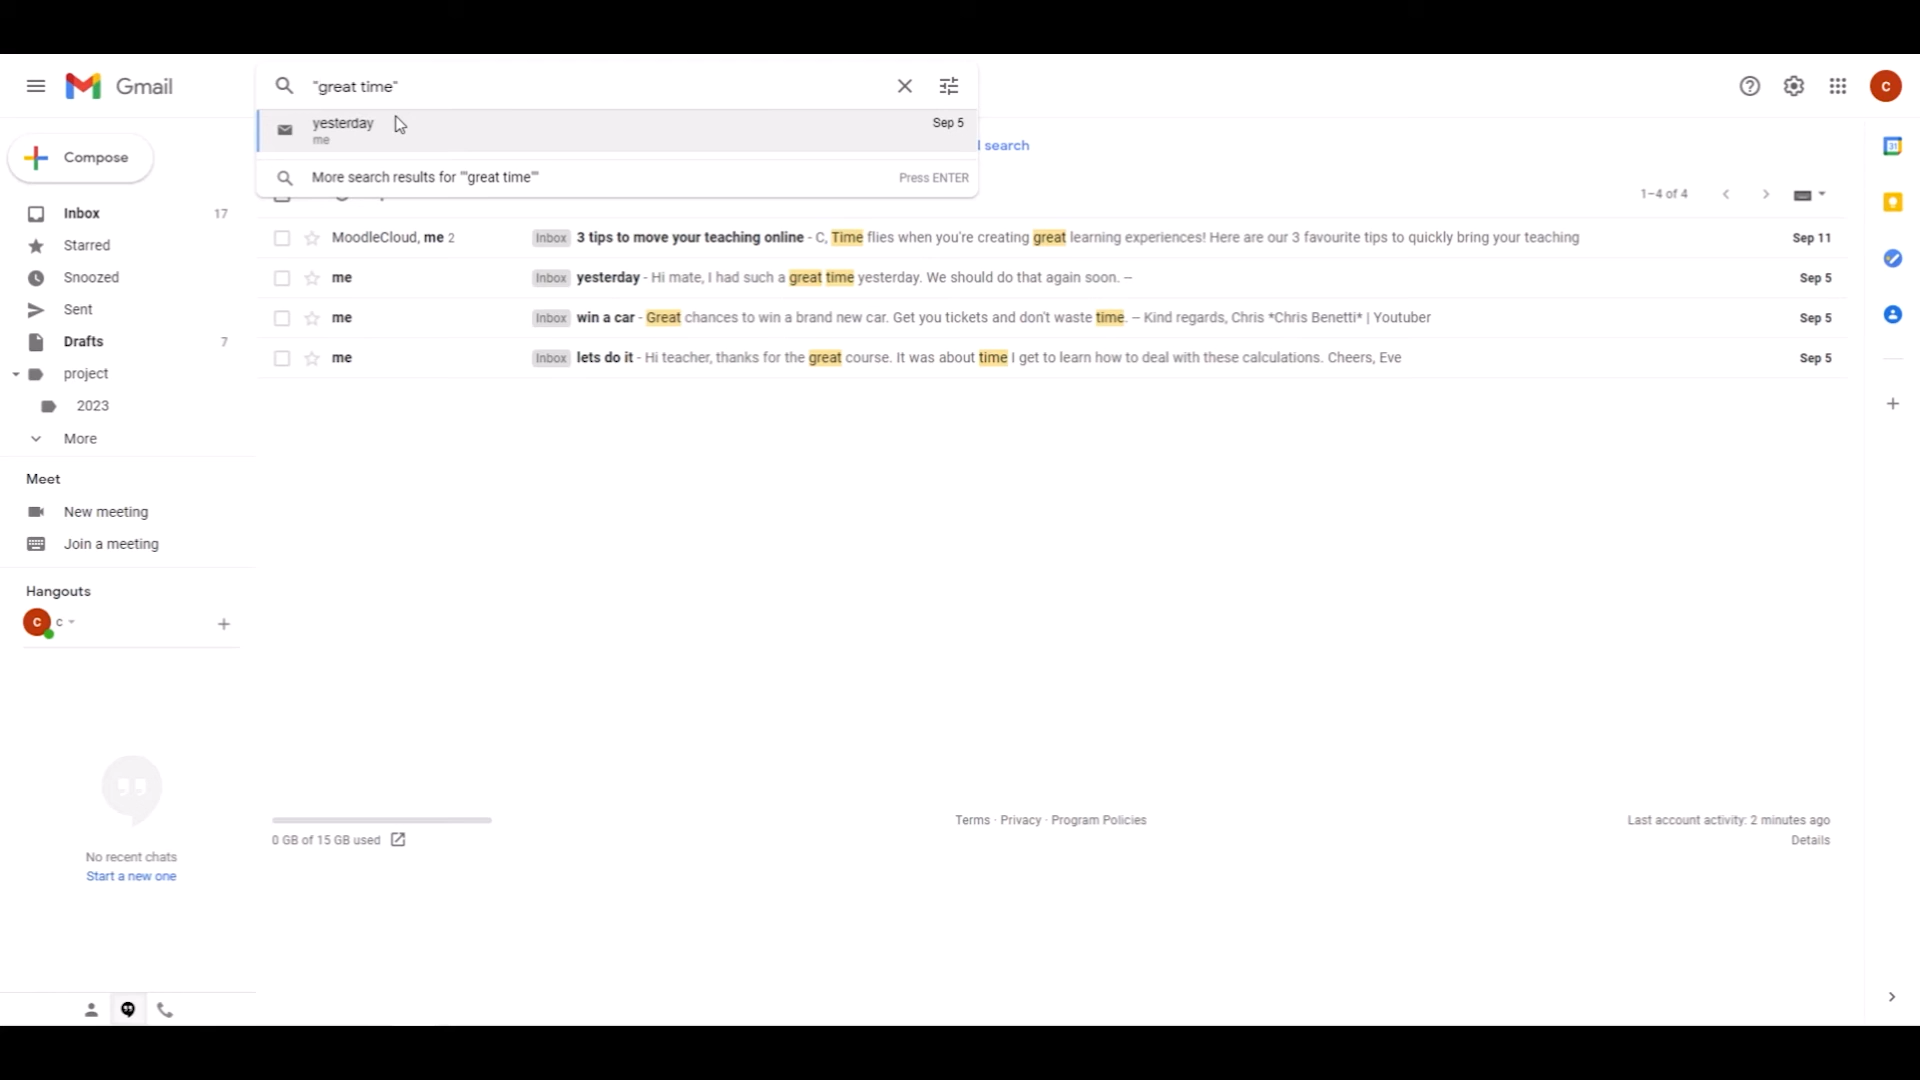 Gmail
"great time"
yesterday
Sep 5
me
More search results for ""great time""
Press ENTER
search
C
Compose
Inbox 17
Starred
Snoozed
Sent
Drafts 7
project
2023
More
Meet
New meeting
Join a meeting
Hangouts
C c
No recent chats
Start a new one
1–4 of 4
MoodleCloud, me 2 Inbox 3 tips to move your teaching online - C, Time flies when you're creating great learning experiences! Here are our 3 favourite tips to quickly bring your teaching Sep 11
me Inbox yesterday - Hi mate, I had such a great time yesterday. We should do that again soon. – Sep 5
me Inbox win a car - Great chances to win a brand new car. Get you tickets and don't waste time. – Kind regards, Chris *Chris Benetti* | Youtuber Sep 5
me Inbox lets do it - Hi teacher, thanks for the great course. It was about time I get to learn how to deal with these calculations. Cheers, Eve Sep 5
0 GB of 15 GB used
Terms · Privacy · Program Policies
Last account activity: 2 minutes ago
Details
31